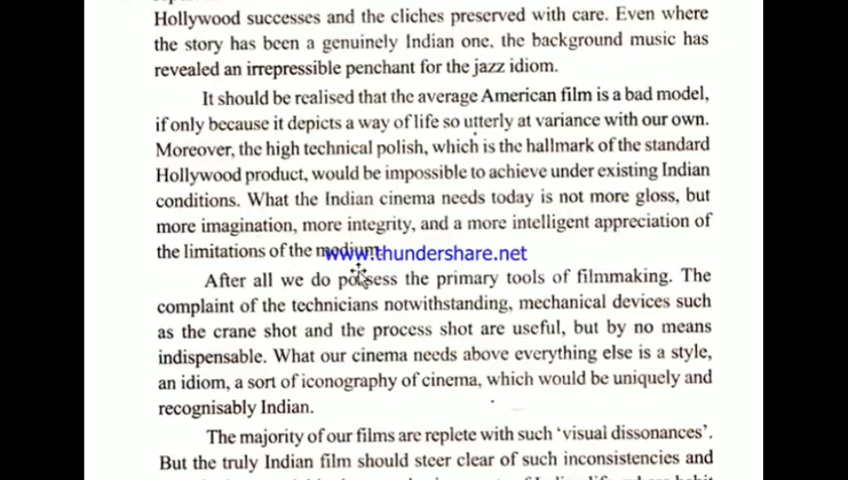 Hollywood successes and the cliches preserved with care. Even where
the story has been a genuinely Indian one, the background music has
revealed an irrepressible penchant for the jazz idiom.
It should be realised that the average American film is a bad model,
if only because it depicts a way of life so utterly at variance with our own.
Moreover, the high technical polish, which is the hallmark of the standard
Hollywood product, would be impossible to achieve under existing Indian
conditions. What the Indian cinema needs today is not more gloss, but
more imagination, more integrity, and a more intelligent appreciation of
the limitations of the medium.
www.thundershare.net
After all we do possess the primary tools of filmmaking. The
complaint of the technicians notwithstanding, mechanical devices such
as the crane shot and the process shot are useful, but by no means
indispensable. What our cinema needs above everything else is a style,
an idiom, a sort of iconography of cinema, which would be uniquely and
recognisably Indian.
The majority of our films are replete with such ‘visual dissonances’.
But the truly Indian film should steer clear of such inconsistencies and